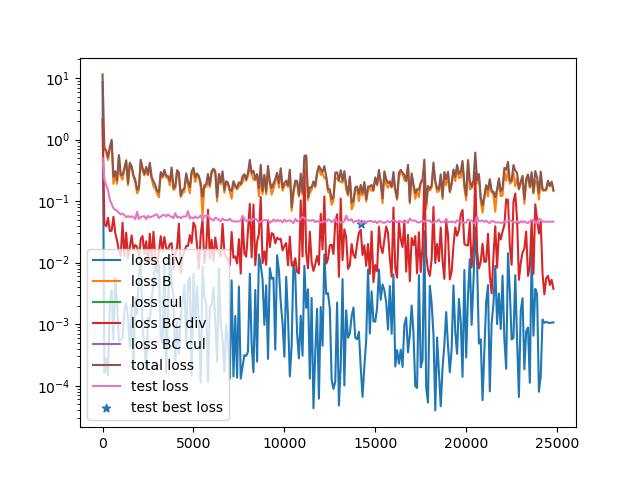 10¹
10⁰
10⁻¹
10⁻²
10⁻³
10⁻⁴
loss div
loss B
loss cul
loss BC div
loss BC cul
total loss
test loss
test best loss
0 5000 10000 15000 20000 25000